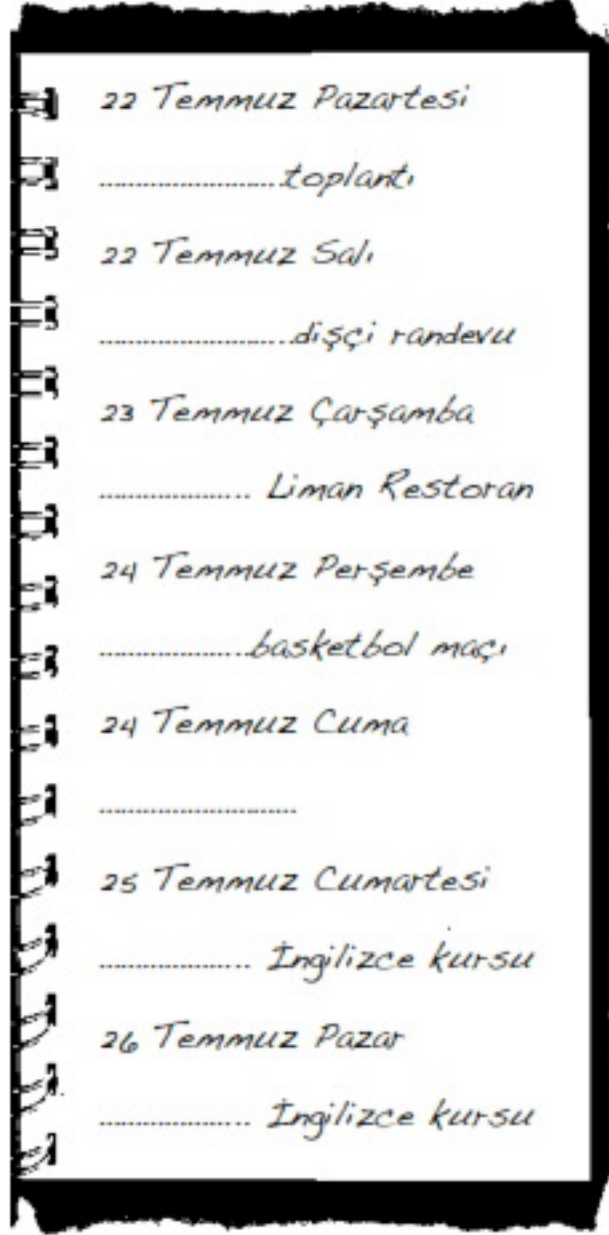 22 Temmuz Pazartesi
........................toplantı
22 Temmuz Salı
.........................dişçi randevu
23 Temmuz Çarşamba
.................... Liman Restoran
24 Temmuz Perşembe
....................basketbol maçı
24 Temmuz Cuma
..........................
25 Temmuz Cumartesi
.................... İngilizce kursu
26 Temmuz Pazar
.................... İngilizce kursu